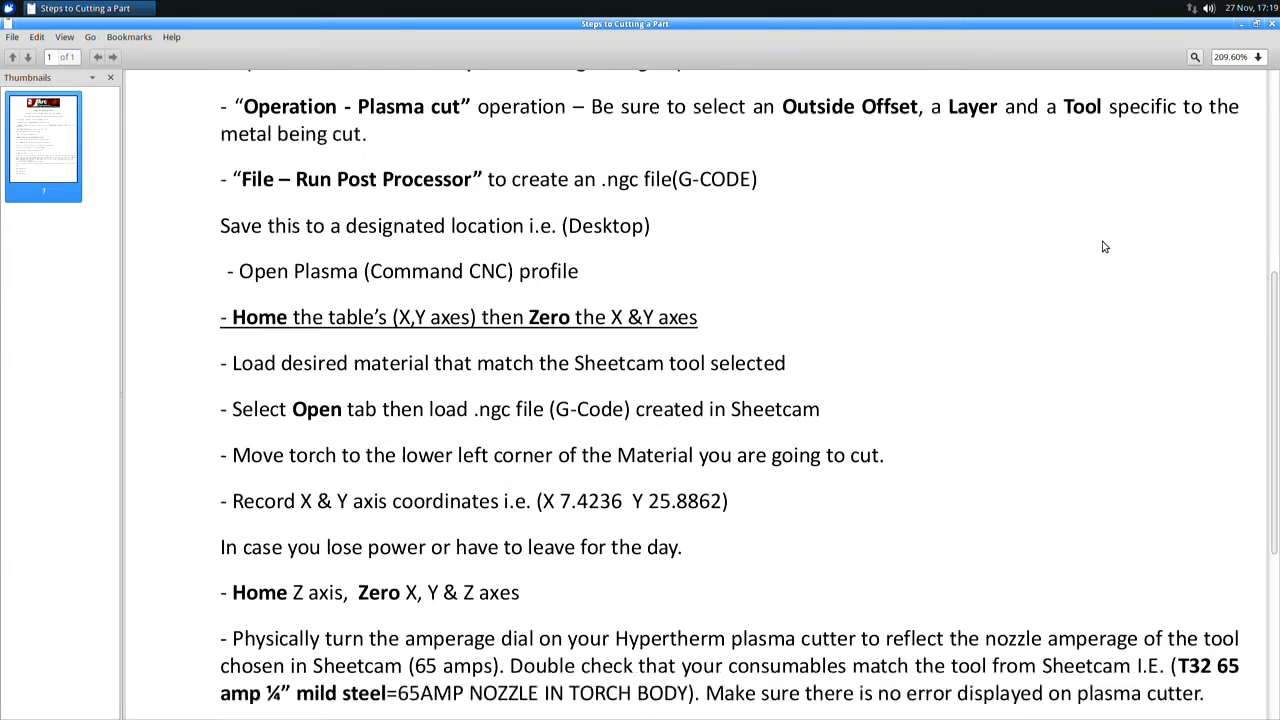 Steps to Cutting a Part
27 Nov, 17:19
Steps to Cutting a Part
File Edit View Go Bookmarks Help
1 of 1
209.60%
Thumbnails
- “Operation - Plasma cut” operation – Be sure to select an Outside Offset, a Layer and a Tool specific to the
metal being cut.
- “File – Run Post Processor” to create an .ngc file(G-CODE)
Save this to a designated location i.e. (Desktop)
- Open Plasma (Command CNC) profile
- Home the table’s (X,Y axes) then Zero the X &Y axes
- Load desired material that match the Sheetcam tool selected
- Select Open tab then load .ngc file (G-Code) created in Sheetcam
- Move torch to the lower left corner of the Material you are going to cut.
- Record X & Y axis coordinates i.e. (X 7.4236 Y 25.8862)
In case you lose power or have to leave for the day.
- Home Z axis, Zero X, Y & Z axes
- Physically turn the amperage dial on your Hypertherm plasma cutter to reflect the nozzle amperage of the tool
chosen in Sheetcam (65 amps). Double check that your consumables match the tool from Sheetcam I.E. (T32 65
amp ¼” mild steel=65AMP NOZZLE IN TORCH BODY). Make sure there is no error displayed on plasma cutter.
1